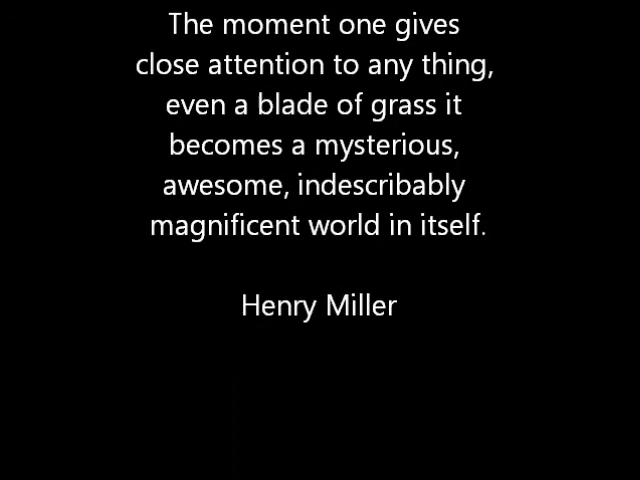 The moment one gives
close attention to any thing,
even a blade of grass it
becomes a mysterious,
awesome, indescribably
magnificent world in itself.
Henry Miller